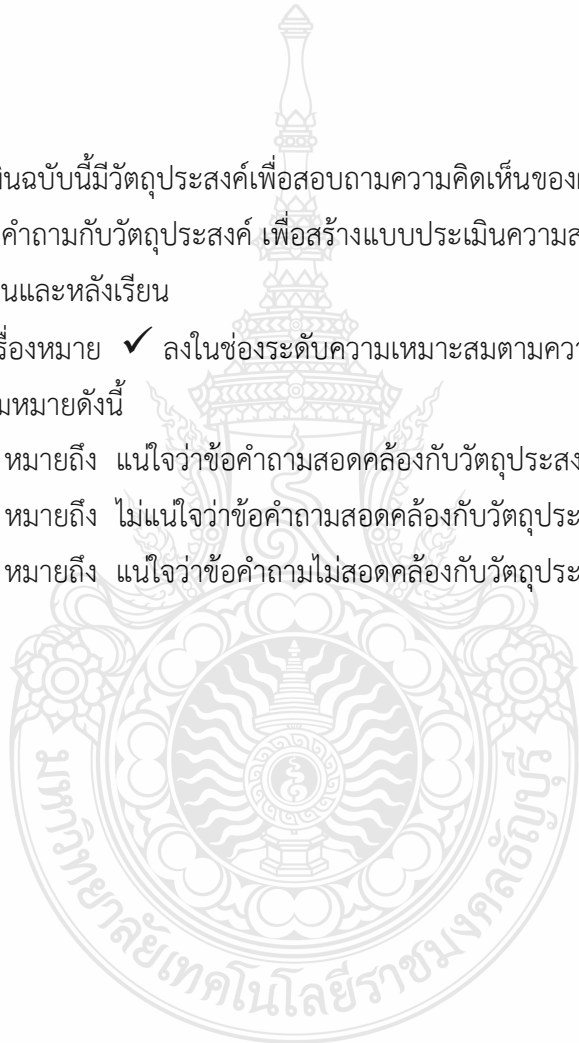 นฉบับนี้มีวัตถุประสงค์เพื่อสอบถามความคิดเห็นของ
คำถามกับวัตถุประสงค์ เพื่อสร้างแบบประเมินความ
นและหลังเรียน
เครื่องหมาย ✓ ลงในช่องระดับความเหมาะสมตามควา
มหมายดังนี้
หมายถึง แน่ใจว่าข้อคำถามสอดคล้องกับวัตถุประสง
หมายถึง ไม่แน่ใจว่าข้อคำถามสอดคล้องกับวัตถุประ
หมายถึง แน่ใจว่าข้อคำถามไม่สอดคล้องกับวัตถุประ
มหาวิทยาลัยเทคโนโลยีราชมงคลธัญบุรี